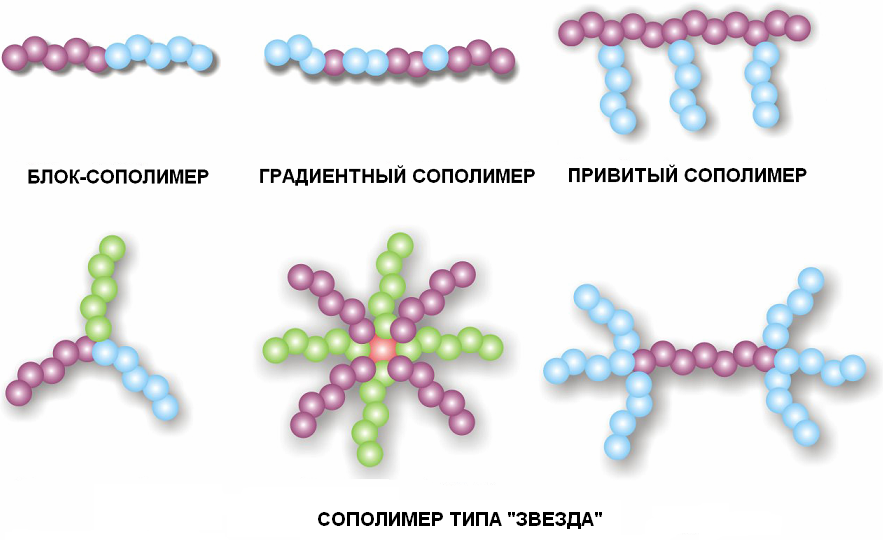 БЛОК-СОПОЛИМЕР
ГРАДИЕНТНЫЙ СОПОЛИМЕР
ПРИВИТЫЙ СОПОЛИМЕР
СОПОЛИМЕР ТИПА "ЗВЕЗДА"